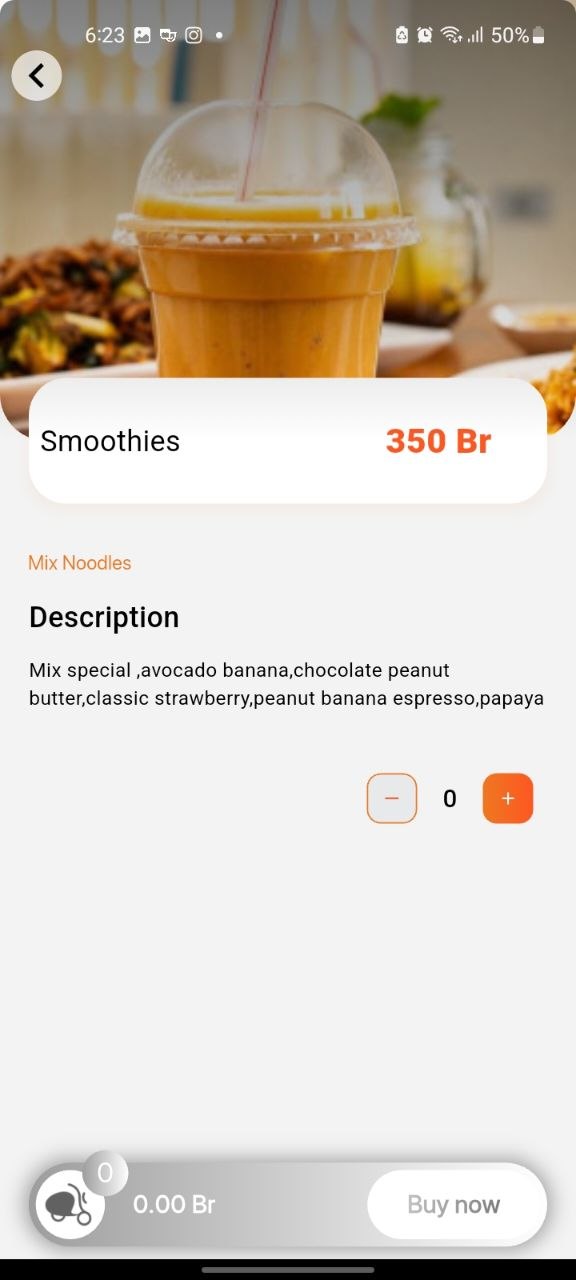 6:23
50%
Smoothies 350 Br
Mix Noodles
Description
Mix special ,avocado banana,chocolate peanut
butter,classic strawberry,peanut banana espresso,papaya
− 0 +
0
0.00 Br Buy now